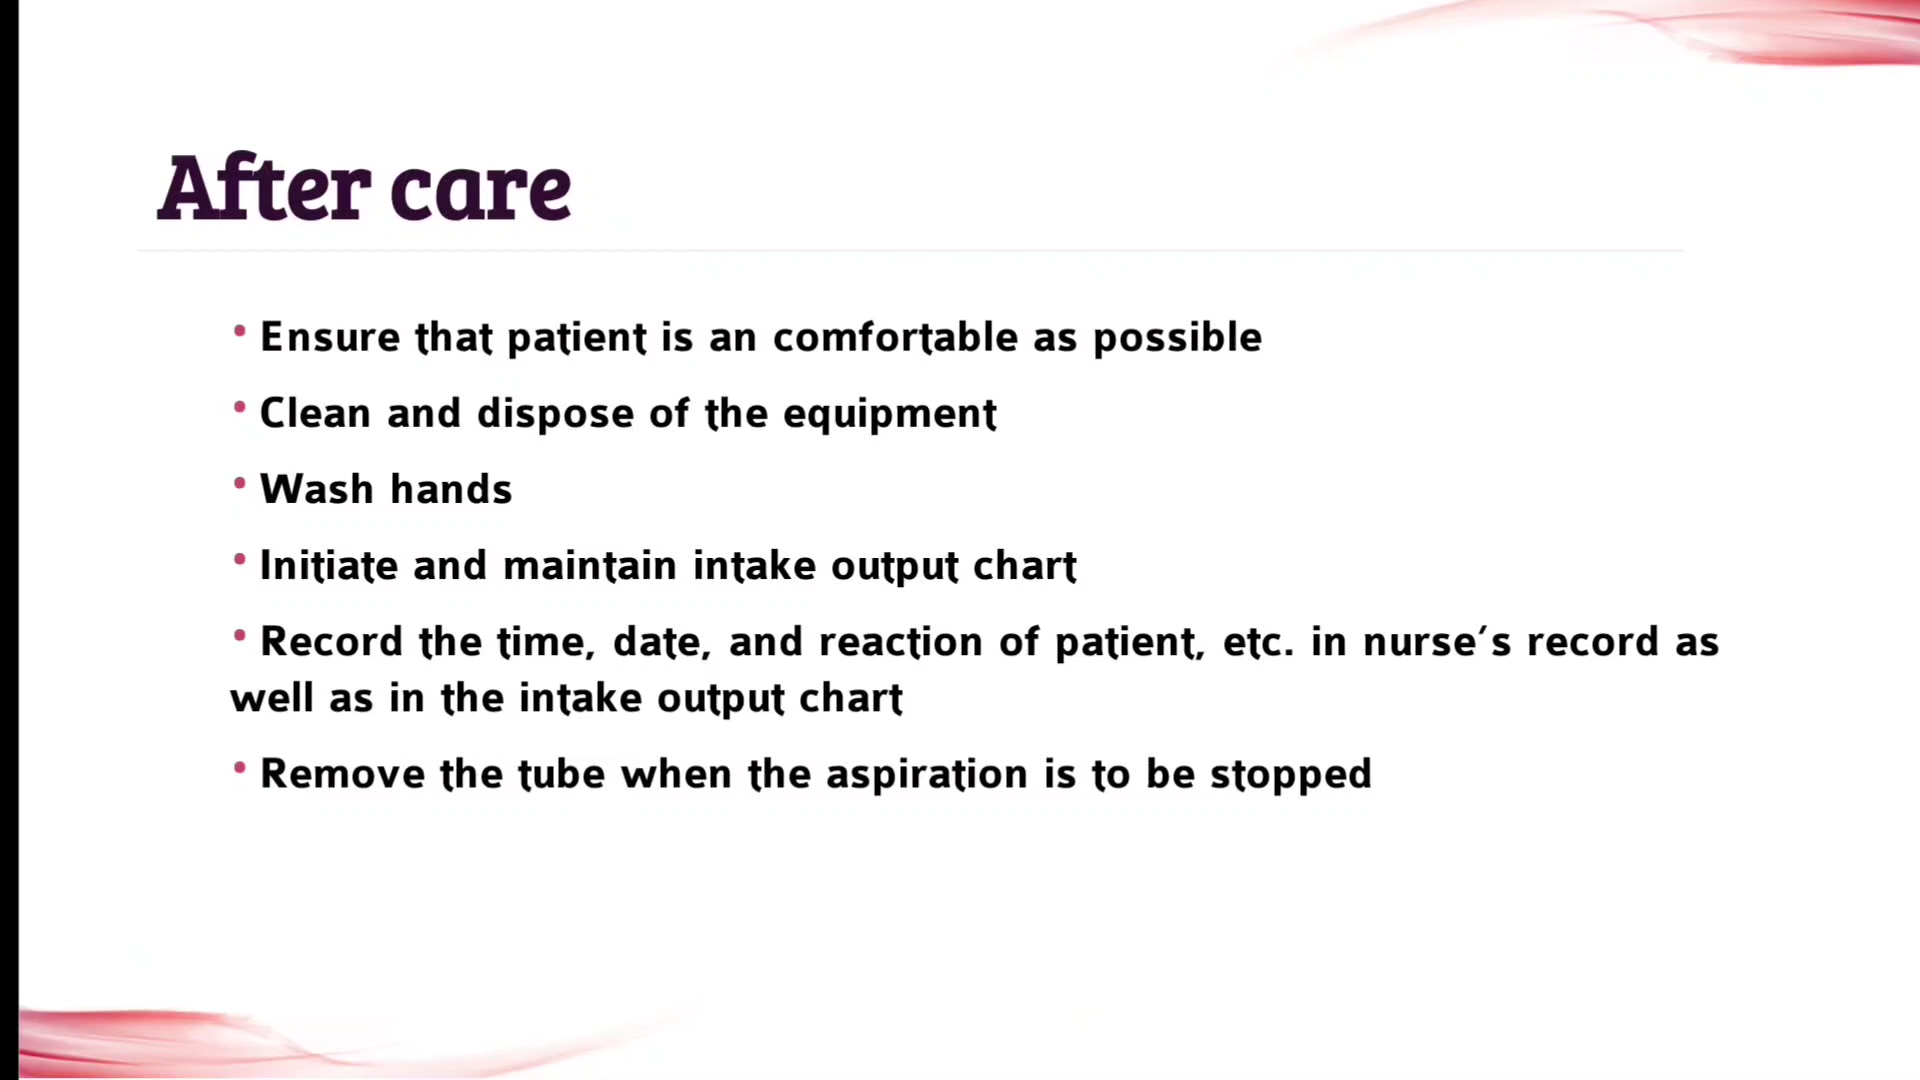 After care
• Ensure that patient is an comfortable as possible
• Clean and dispose of the equipment
• Wash hands
• Initiate and maintain intake output chart
• Record the time, date, and reaction of patient, etc. in nurse’s record as
well as in the intake output chart
• Remove the tube when the aspiration is to be stopped